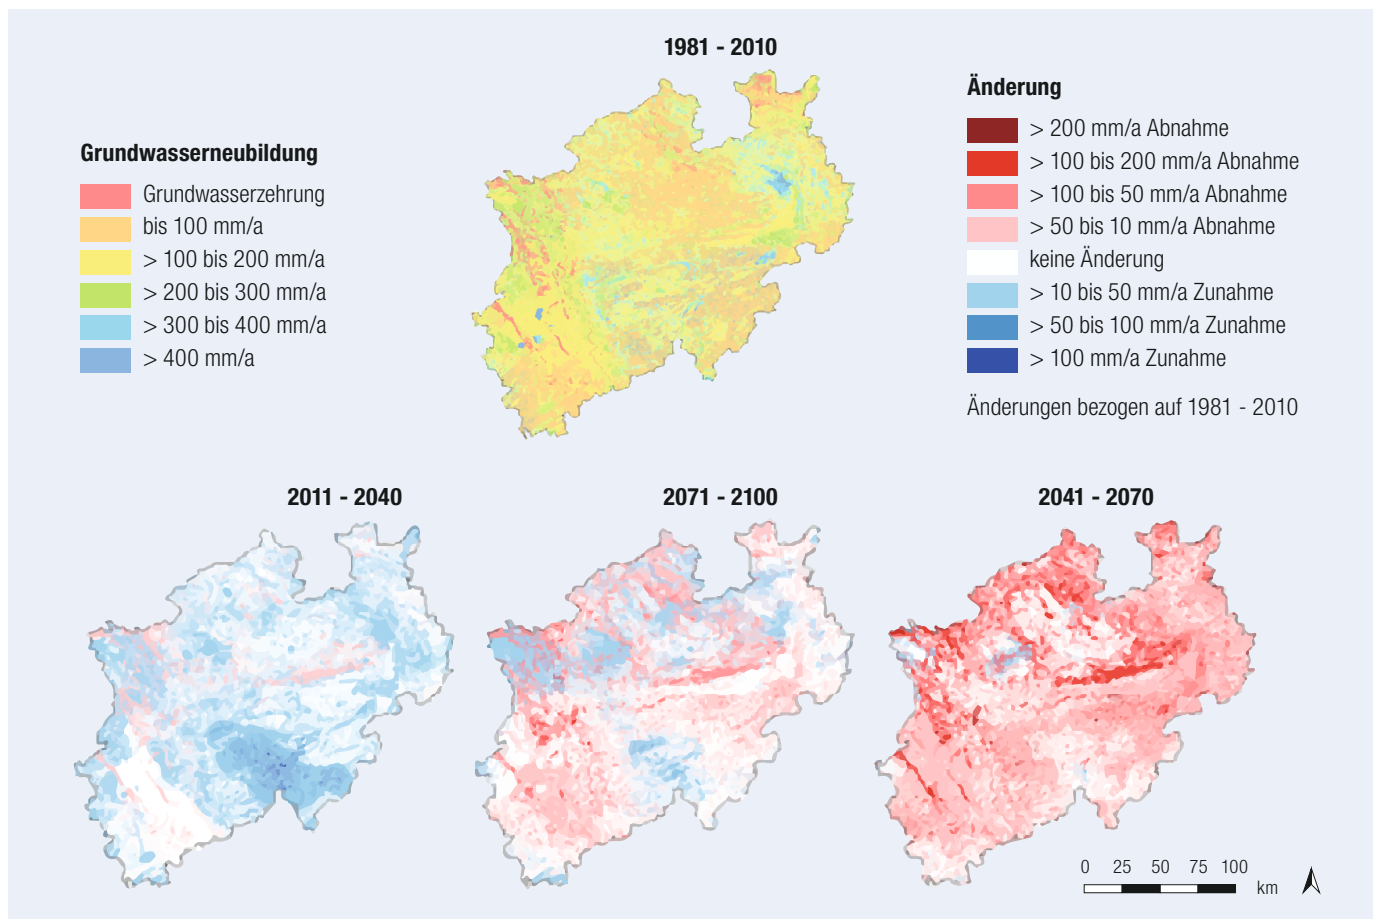 1981 - 2010
Grundwasserneubildung
Grundwasserzehrung
bis 100 mm/a
> 100 bis 200 mm/a
> 200 bis 300 mm/a
> 300 bis 400 mm/a
> 400 mm/a
Änderung
> 200 mm/a Abnahme
> 100 bis 200 mm/a Abnahme
> 100 bis 50 mm/a Abnahme
> 50 bis 10 mm/a Abnahme
keine Änderung
> 10 bis 50 mm/a Zunahme
> 50 bis 100 mm/a Zunahme
> 100 mm/a Zunahme
Änderungen bezogen auf 1981 - 2010
2011 - 2040
2071 - 2100
2041 - 2070
0 25 50 75 100
km